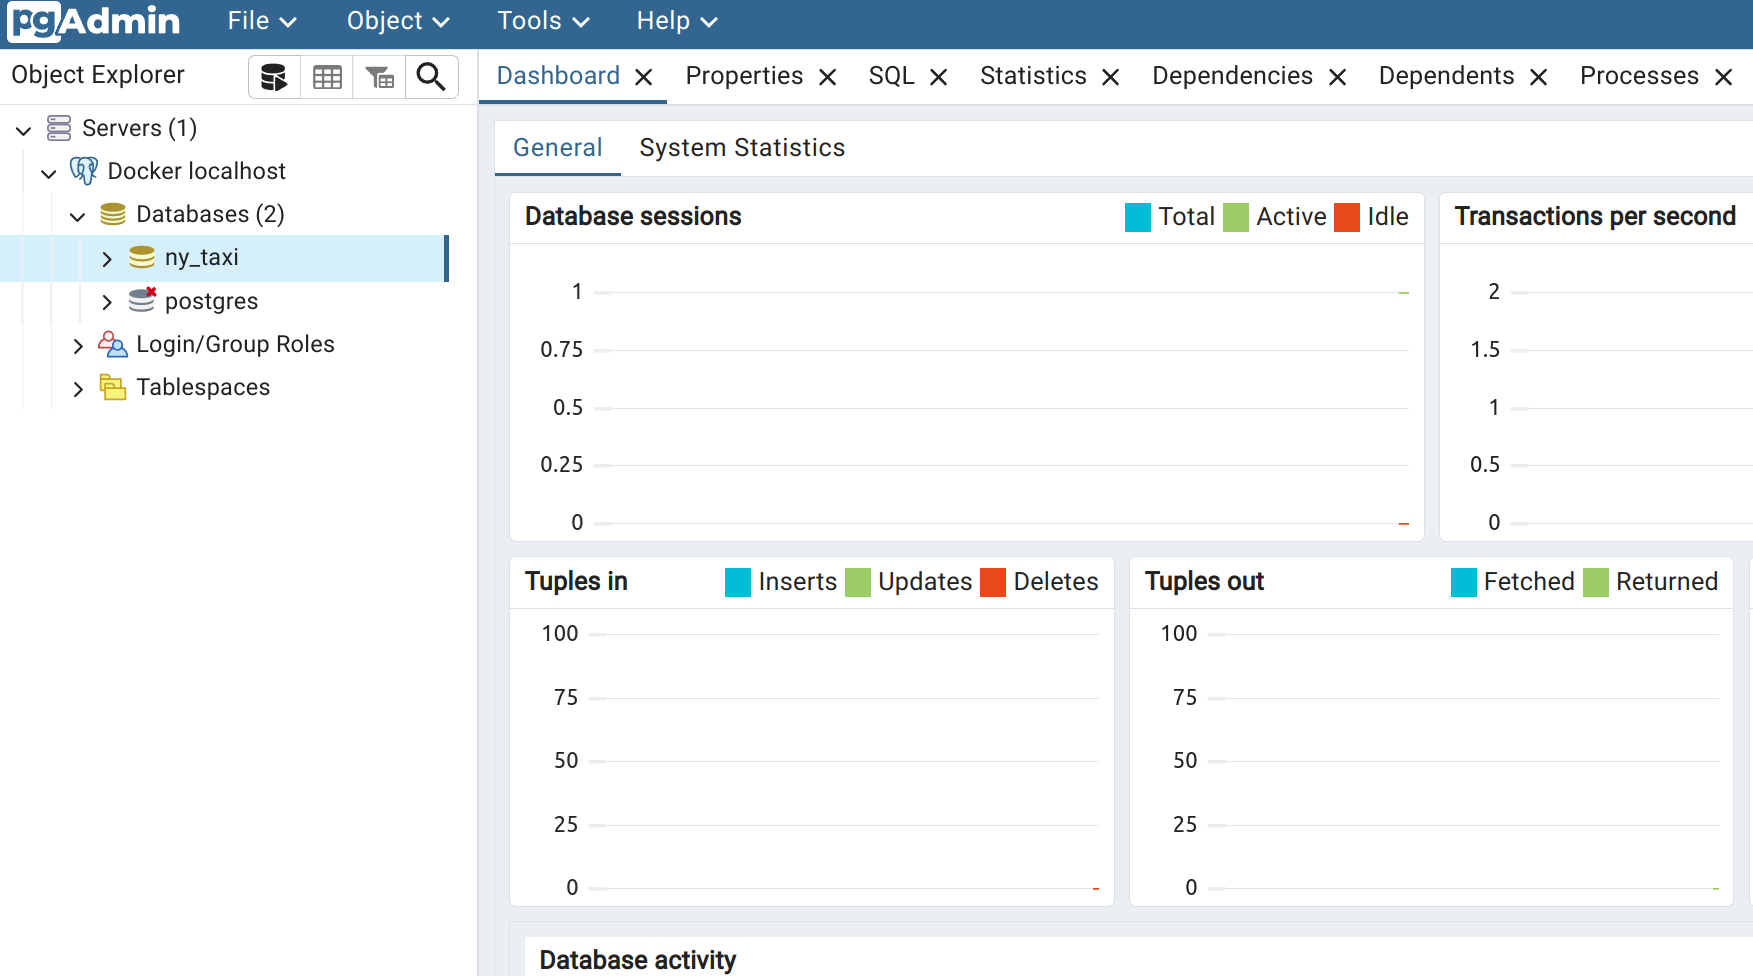 pgAdmin File Object Tools Help
Object Explorer
Servers (1)
Docker localhost
Databases (2)
ny_taxi
postgres
Login/Group Roles
Tablespaces
Dashboard Properties SQL Statistics Dependencies Dependents Processes
General System Statistics
Database sessions Total Active Idle
1
0.75
0.5
0.25
0
Transactions per second
2
1.5
1
0.5
0
Tuples in Inserts Updates Deletes
100
75
50
25
0
Tuples out Fetched Returned
100
75
50
25
0
Database activity